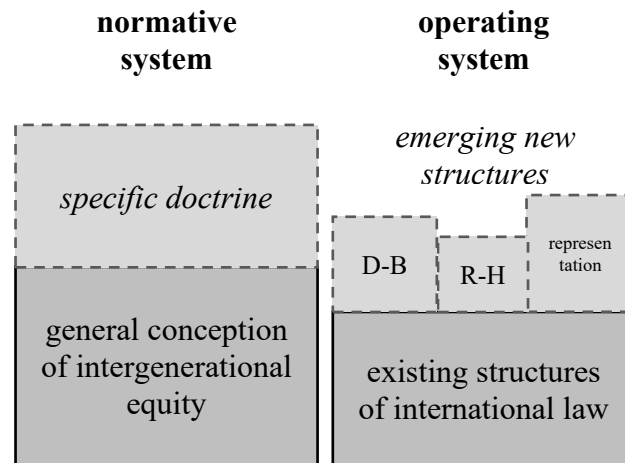 normative
system
operating
system
specific doctrine
general conception
of intergenerational
equity
emerging new
structures
D-B
R-H
represen
tation
existing structures
of international law